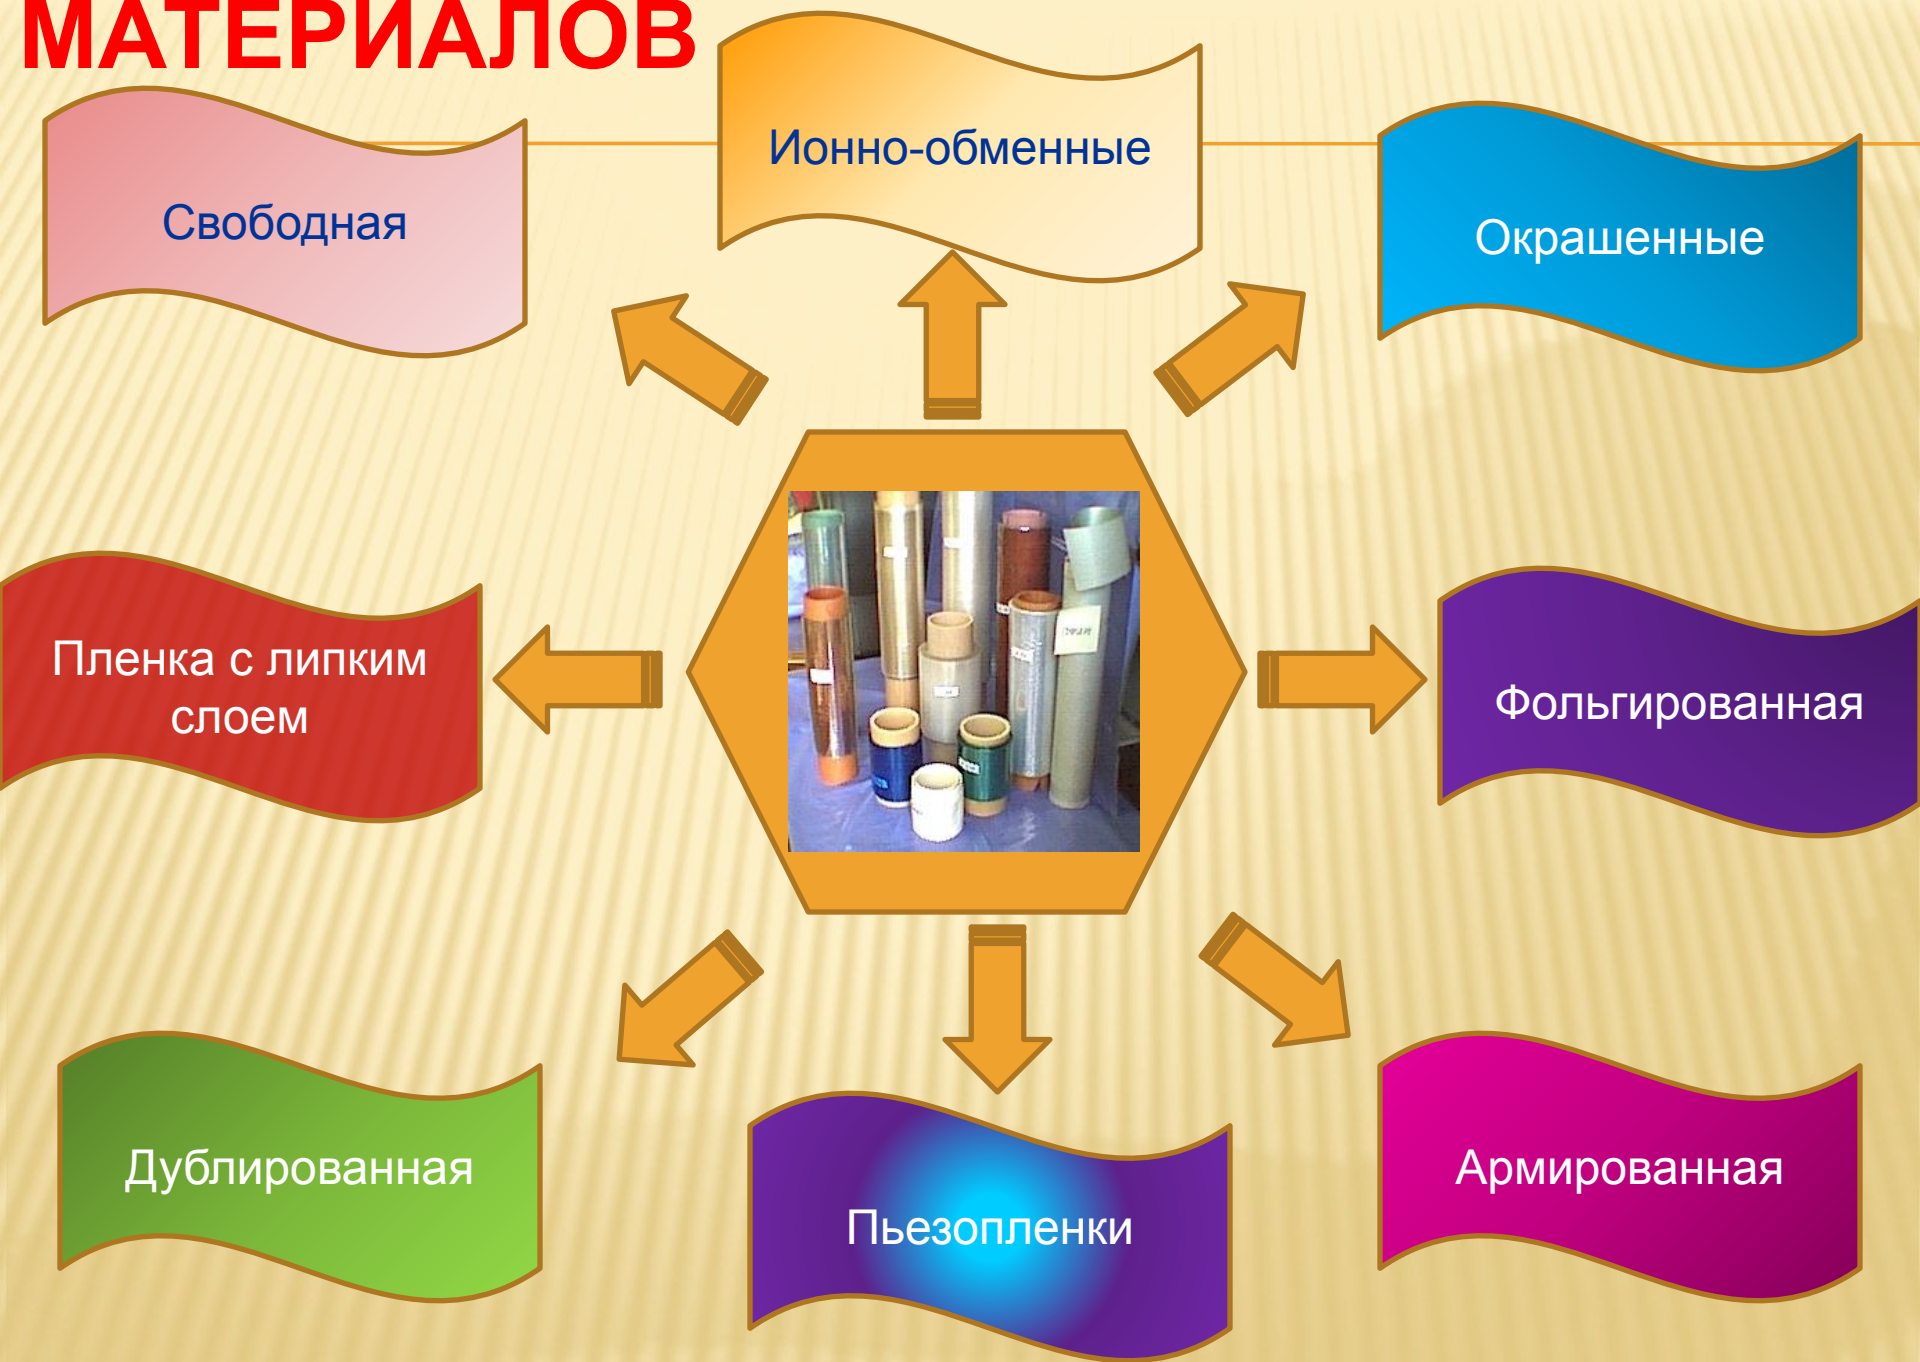 МАТЕРИАЛОВ
Ионно-обменные
Свободная
Окрашенные
Пленка с липким
слоем
Фольгированная
Дублированная
Пьезопленки
Армированная